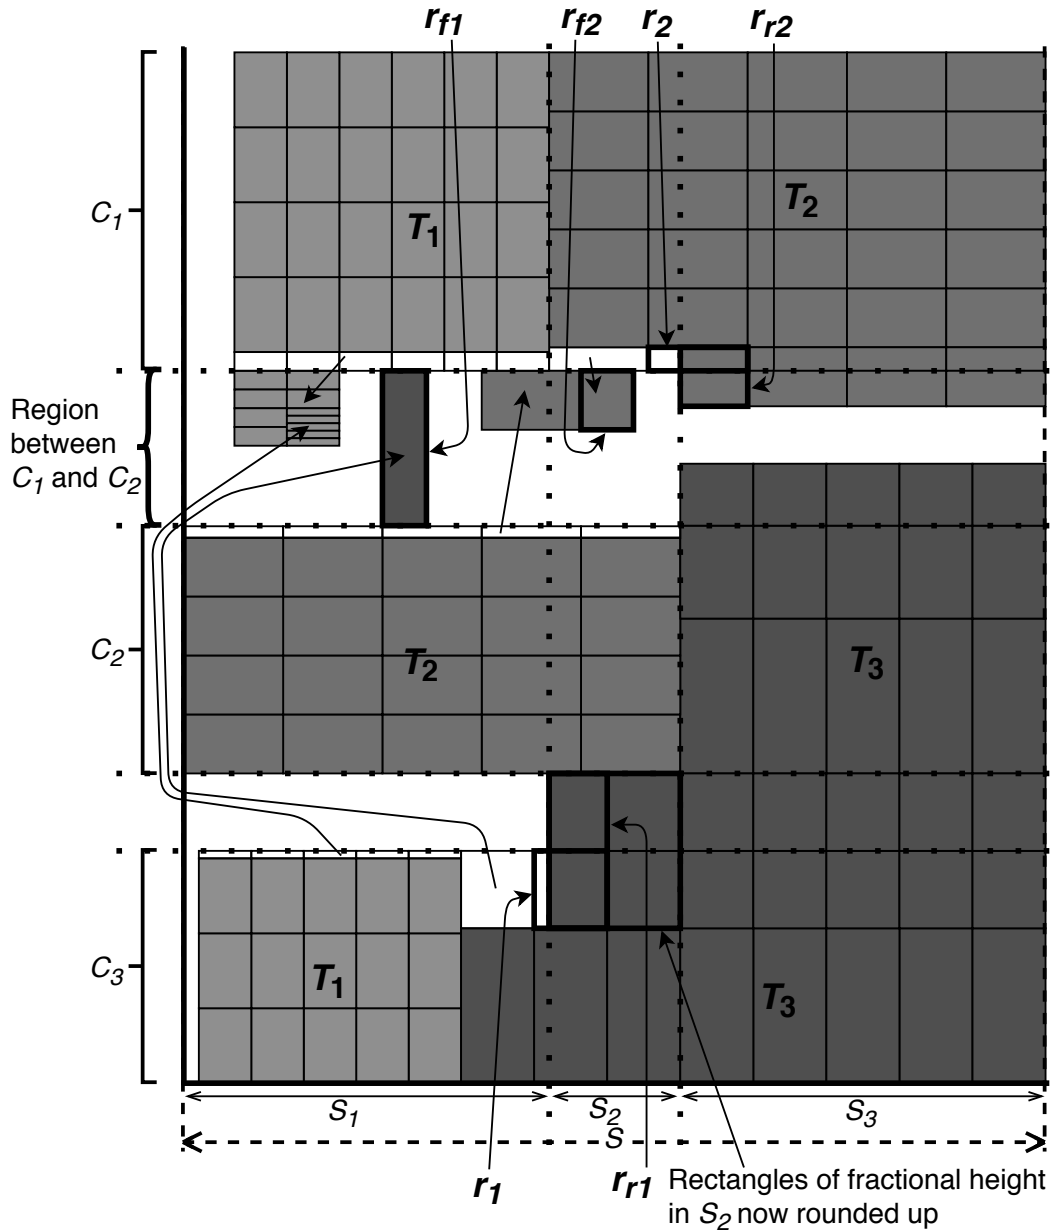 r_f1 r_f2 r_2 r_r2
C_1
T_1
T_2
Region
between
C_1 and C_2
C_2
T_2
T_3
C_3
T_1
T_3
S_1 S_2 S_3
S
r_1 r_r1
Rectangles of fractional height
in S_2 now rounded up